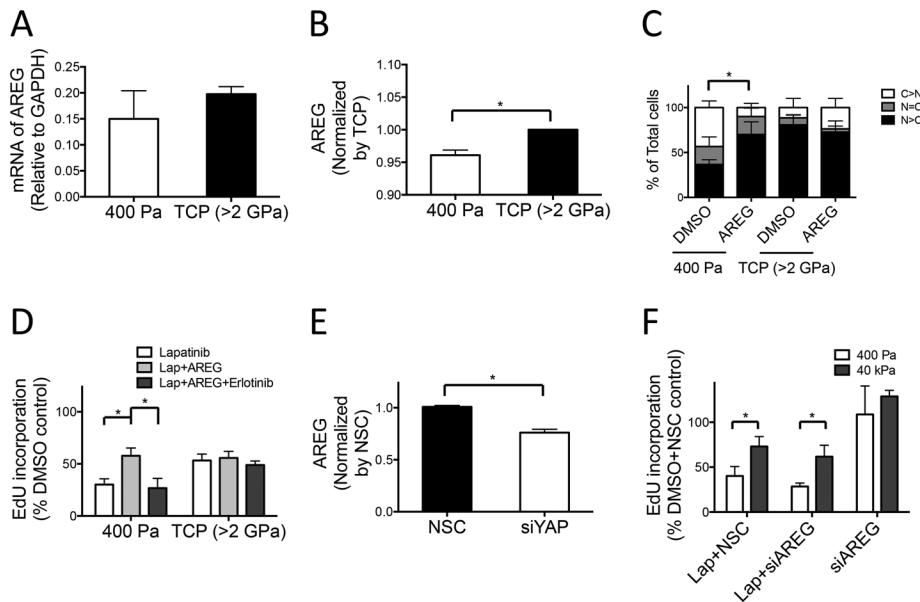 A
mRNA of AREG
(Relative to GAPDH)
0.25
0.20
0.15
0.10
0.05
0.00
400 Pa
TCP (>2 GPa)
B
AREG
(Normalized
by TCP)
1.10
1.05
1.00
0.95
0.90
*
400 Pa
TCP (>2 GPa)
C
% of Total cells
100
50
0
*
C>N
N=C
N>C
DMSO
AREG
DMSO
AREG
400 Pa
TCP (>2 GPa)
D
Lapatinib
Lap+AREG
Lap+AREG+Erlotinib
EdU incorporation
(% DMSO control)
100
50
0
*
*
400 Pa
TCP (>2 GPa)
E
AREG
(Normalized
by NSC)
1.0
0.5
0.0
*
NSC
siYAP
F
400 Pa
40 kPa
EdU incorporation
(% DMSO+NSC control)
100
50
0
*
*
Lap+NSC
Lap+siAREG
siAREG